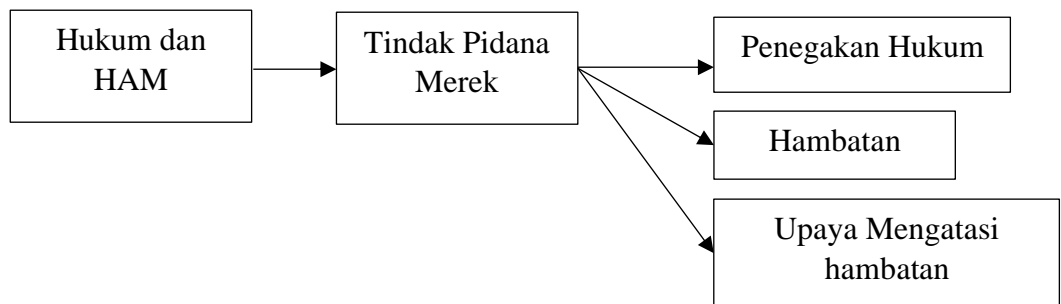 Hukum dan
HAM
Tindak Pidana
Merek
Penegakan Hukum
Hambatan
Upaya Mengatasi
hambatan